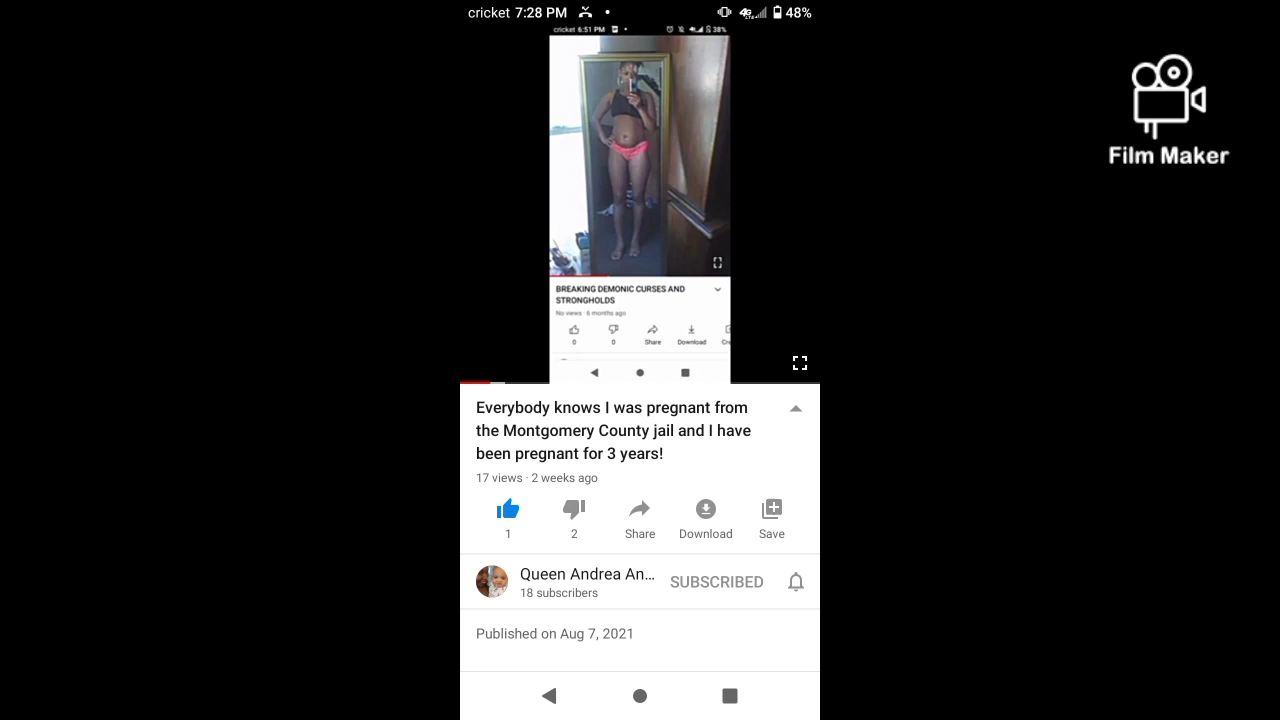 cricket 7:28 PM
48%
cricket 6:51 PM
38%
Film Maker
BREAKING DEMONIC CURSES AND
STRONGHOLDS
No views · 6 months ago
0
0
Share
Download
Everybody knows I was pregnant from
the Montgomery County jail and I have
been pregnant for 3 years!
17 views · 2 weeks ago
1
2
Share
Download
Save
Queen Andrea An...
SUBSCRIBED
18 subscribers
Published on Aug 7, 2021